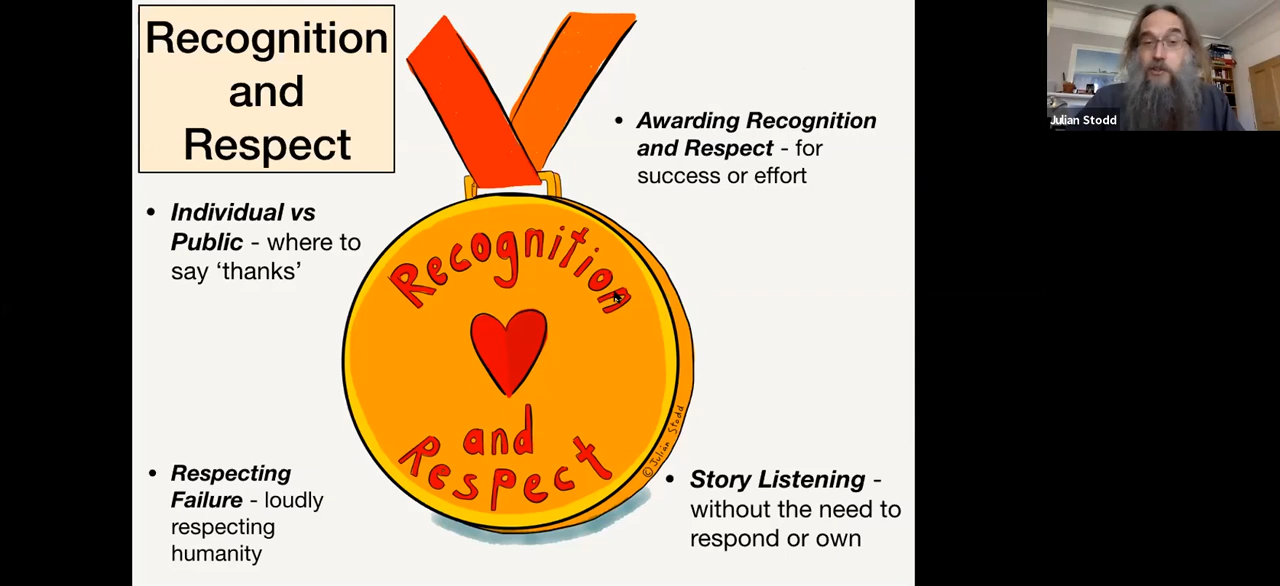 Recognition
and
Respect
• Individual vs
Public - where to
say ‘thanks’
• Awarding Recognition
and Respect - for
success or effort
Recognition
and
Respect
© Julian Stodd
• Respecting
Failure - loudly
respecting
humanity
• Story Listening -
without the need to
respond or own
Julian Stodd